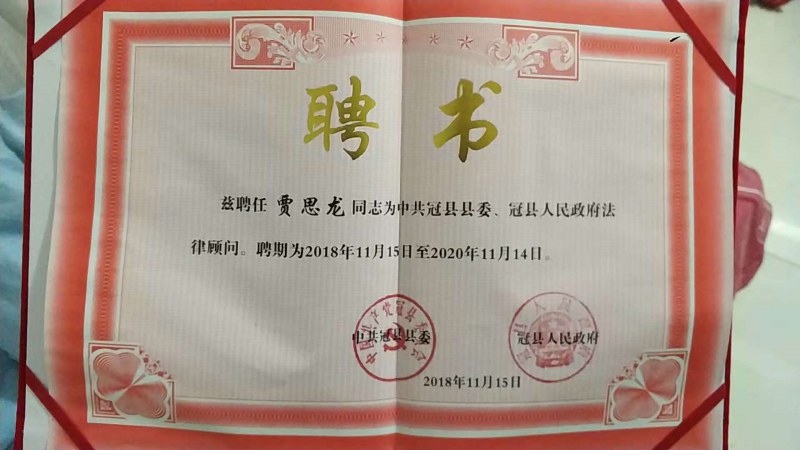 聘书
兹聘任 贾思龙 同志为中共冠县县委、冠县人民政府法
律顾问。聘期为2018年11月15日至2020年11月14日。
中共冠县县委 冠县人民政府
2018年11月15日